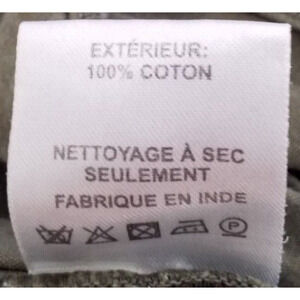 EXTÉRIEUR:
100% COTON
NETTOYAGE À SEC
SEULEMENT
FABRIQUE EN INDE
P